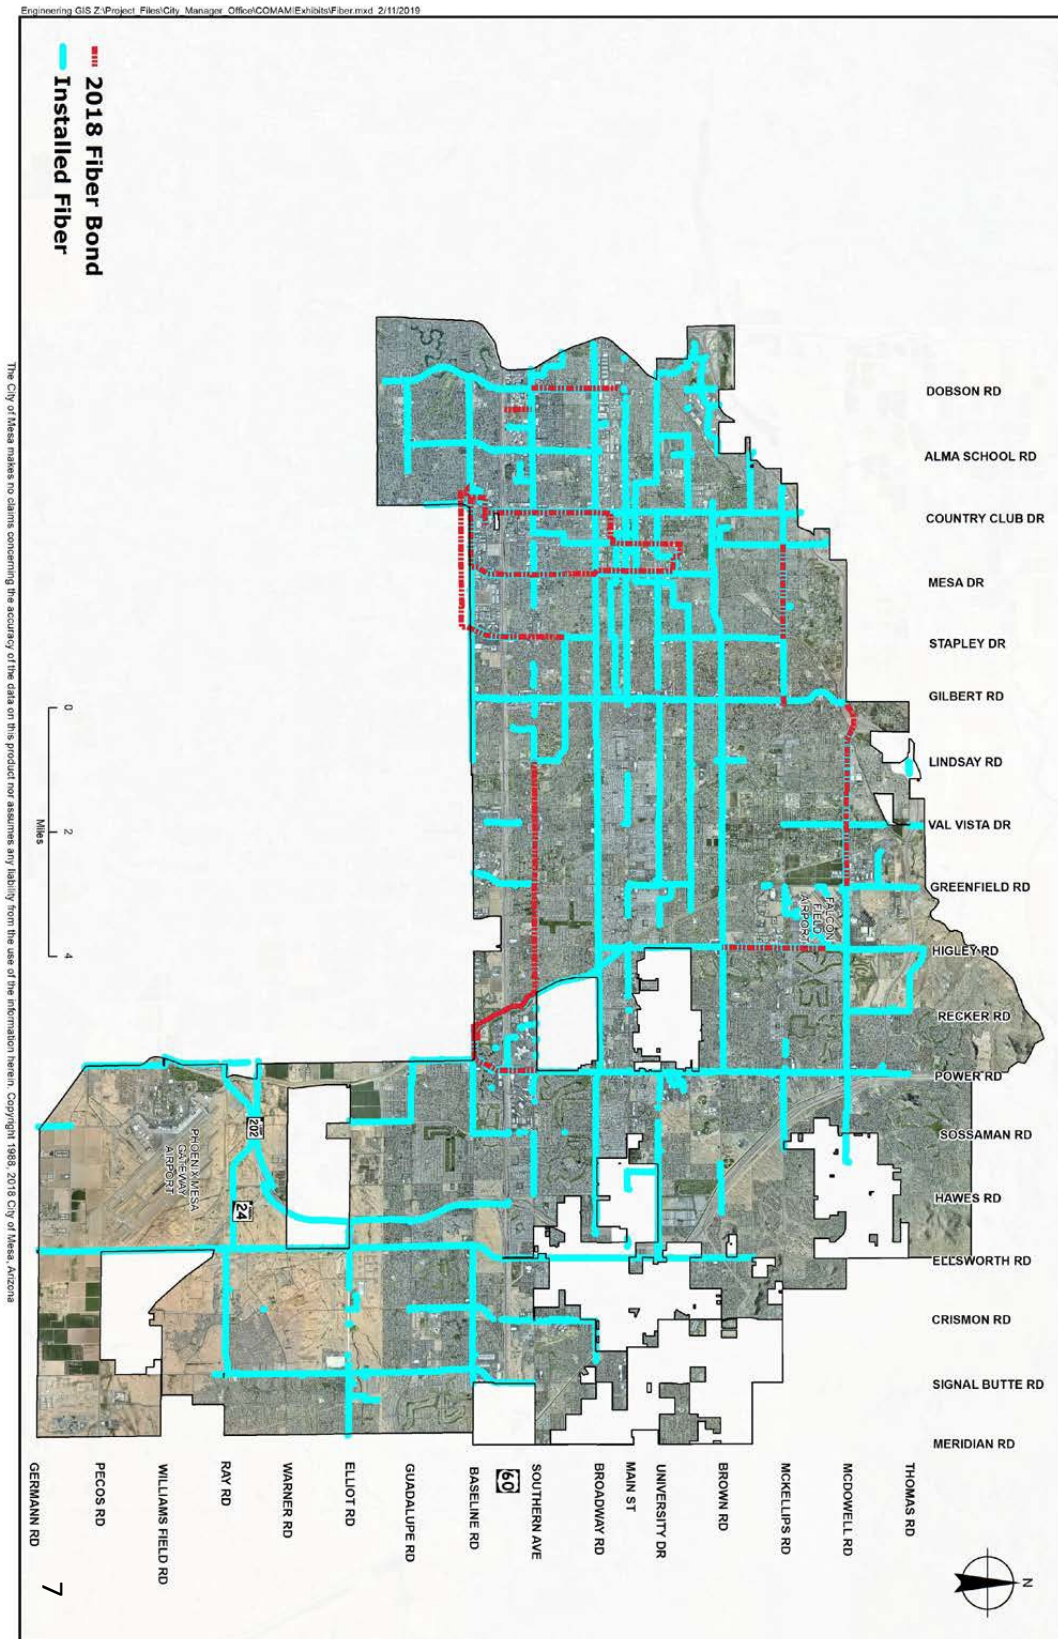 Engineering GIS Z:\Project_Files\City_Manager_Office\COMAM\Exhibits\Fiber.mxd 2/11/2019
2018 Fiber Bond
Installed Fiber
DOBSON RD
ALMA SCHOOL RD
COUNTRY CLUB DR
MESA DR
STAPLEY DR
GILBERT RD
LINDSAY RD
VAL VISTA DR
GREENFIELD RD
HIGLEY RD
RECKER RD
POWER RD
SOSSAMAN RD
HAWES RD
ELLSWORTH RD
CRISMON RD
SIGNAL BUTTE RD
MERIDIAN RD
FALCON
FIELD
AIRPORT
PHOENIX-MESA
GATEWAY
AIRPORT
202
24
60
0 2 4
Miles
THOMAS RD
MCDOWELL RD
MCKELLIPS RD
BROWN RD
UNIVERSITY DR
MAIN ST
BROADWAY RD
SOUTHERN AVE
BASELINE RD
GUADALUPE RD
ELLIOT RD
WARNER RD
RAY RD
WILLIAMS FIELD RD
PECOS RD
GERMANN RD
N
7
The City of Mesa makes no claims concerning the accuracy of the data on this product nor assumes any liability from the use of the information herein. Copyright 1988, 2018 City of Mesa, Arizona